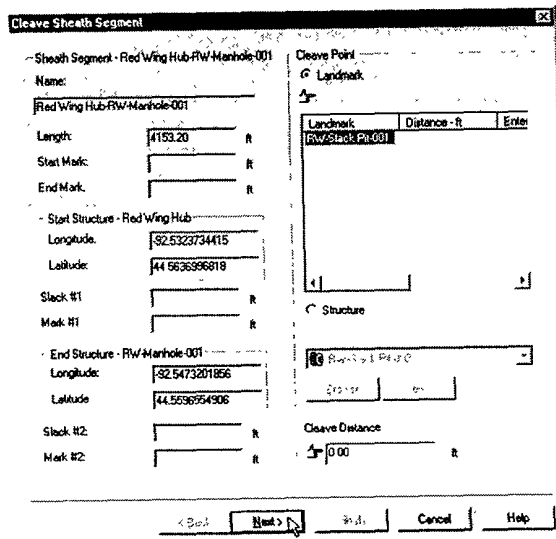 Cleave Sheath Segment
Sheath Segment - Red Wing Hub-RW-Manhole-001
Name:
Red Wing Hub-RW-Manhole-001
Length:
4153.20
ft
Start Mark:
ft
End Mark.
ft
Start Structure - Red Wing Hub
Longitude.
-92.5323734415
Latitude:
44.5636996818
Slack #1
ft
Mark #1
ft
End Structure - RW-Manhole-001
Longitude:
-92.5473201856
Latitude
44.5596554906
Slack #2:
ft
Mark #2:
ft
Cleave Point
Landmark
Landmark
Distance - ft
Enter
RW-Slack Pit-001
Structure
Cleave Distance
0.00
ft
< Back
Next >
Cancel
Help